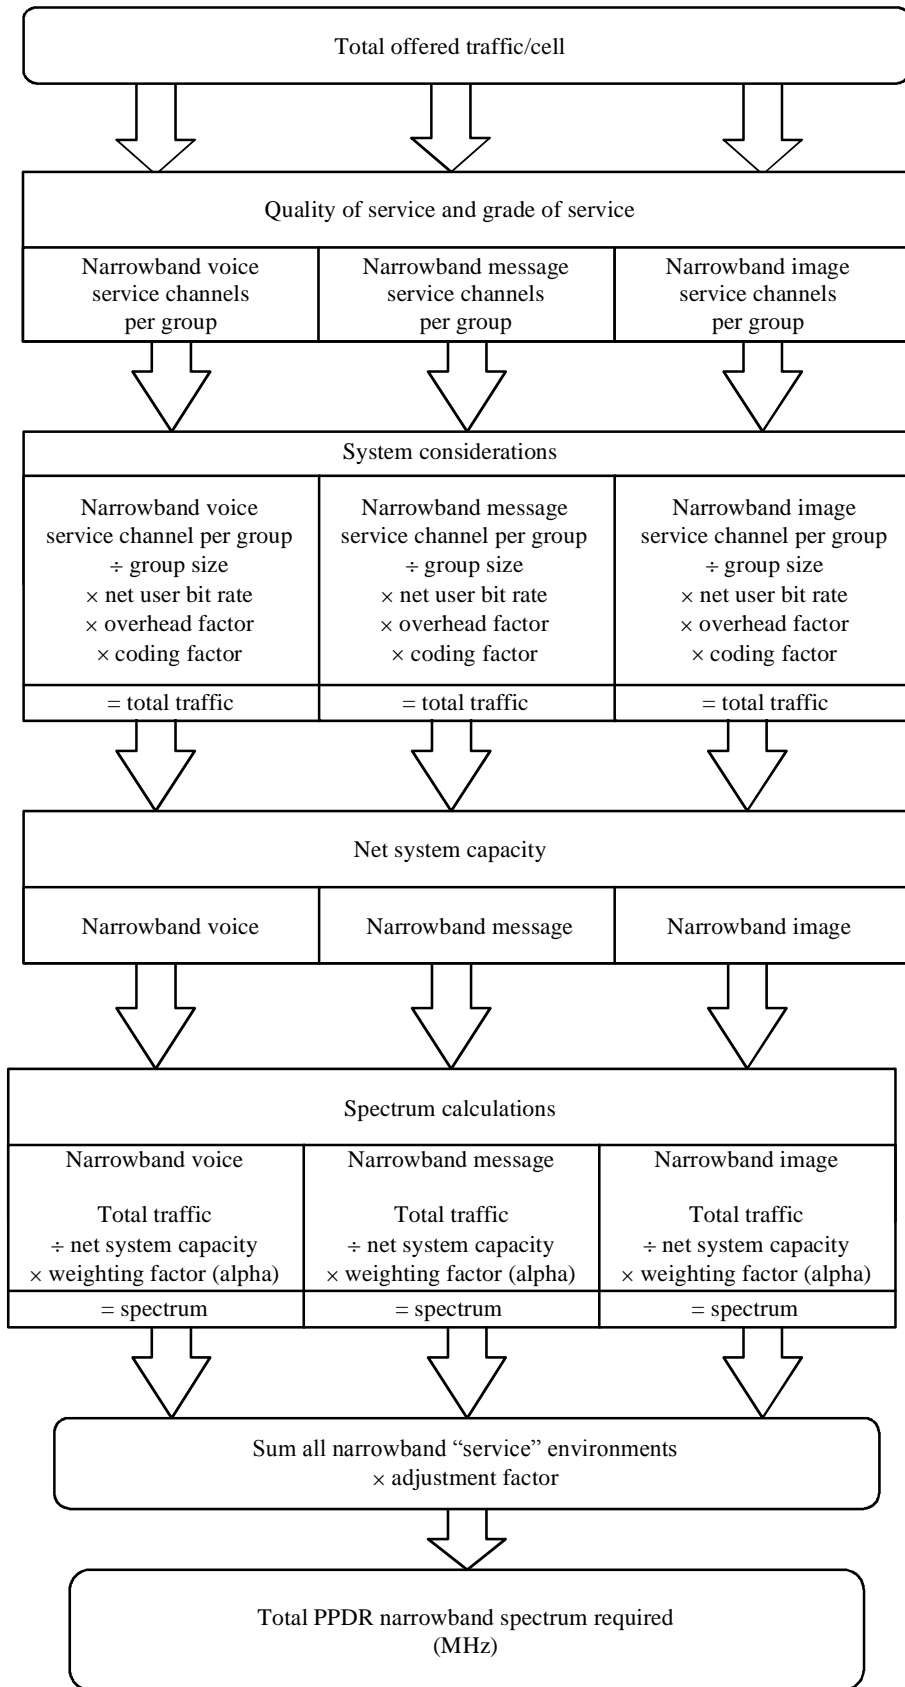 Total offered traffic/cell
Quality of service and grade of service
Narrowband voice
service channels
per group
Narrowband message
service channels
per group
Narrowband image
service channels
per group
System considerations
Narrowband voice
service channel per group
÷ group size
× net user bit rate
× overhead factor
× coding factor
Narrowband message
service channel per group
÷ group size
× net user bit rate
× overhead factor
× coding factor
Narrowband image
service channel per group
÷ group size
× net user bit rate
× overhead factor
× coding factor
= total traffic
= total traffic
= total traffic
Net system capacity
Narrowband voice
Narrowband message
Narrowband image
Spectrum calculations
Narrowband voice
Total traffic
÷ net system capacity
× weighting factor (alpha)
Narrowband message
Total traffic
÷ net system capacity
× weighting factor (alpha)
Narrowband image
Total traffic
÷ net system capacity
× weighting factor (alpha)
= spectrum
= spectrum
= spectrum
Sum all narrowband “service” environments
× adjustment factor
Total PPDR narrowband spectrum required
(MHz)